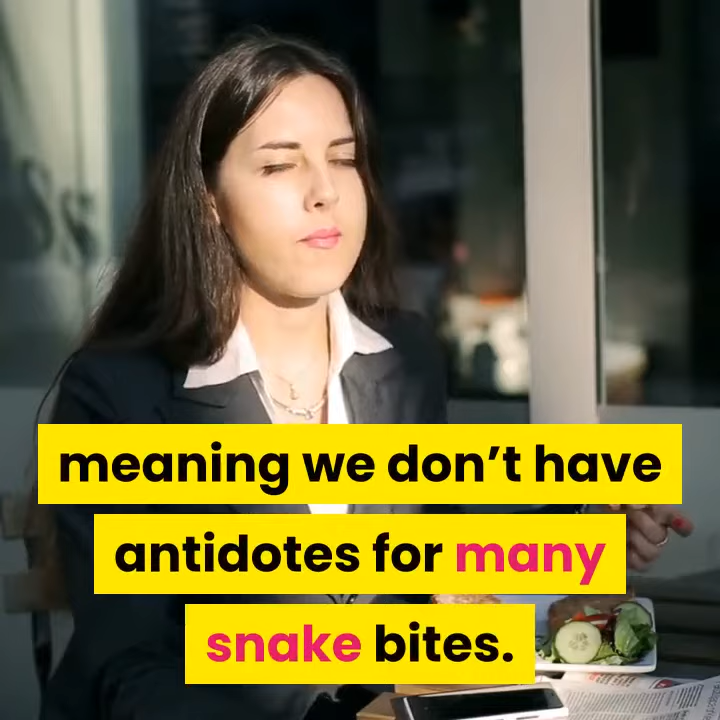 meaning we don’t have
antidotes for many
snake bites.